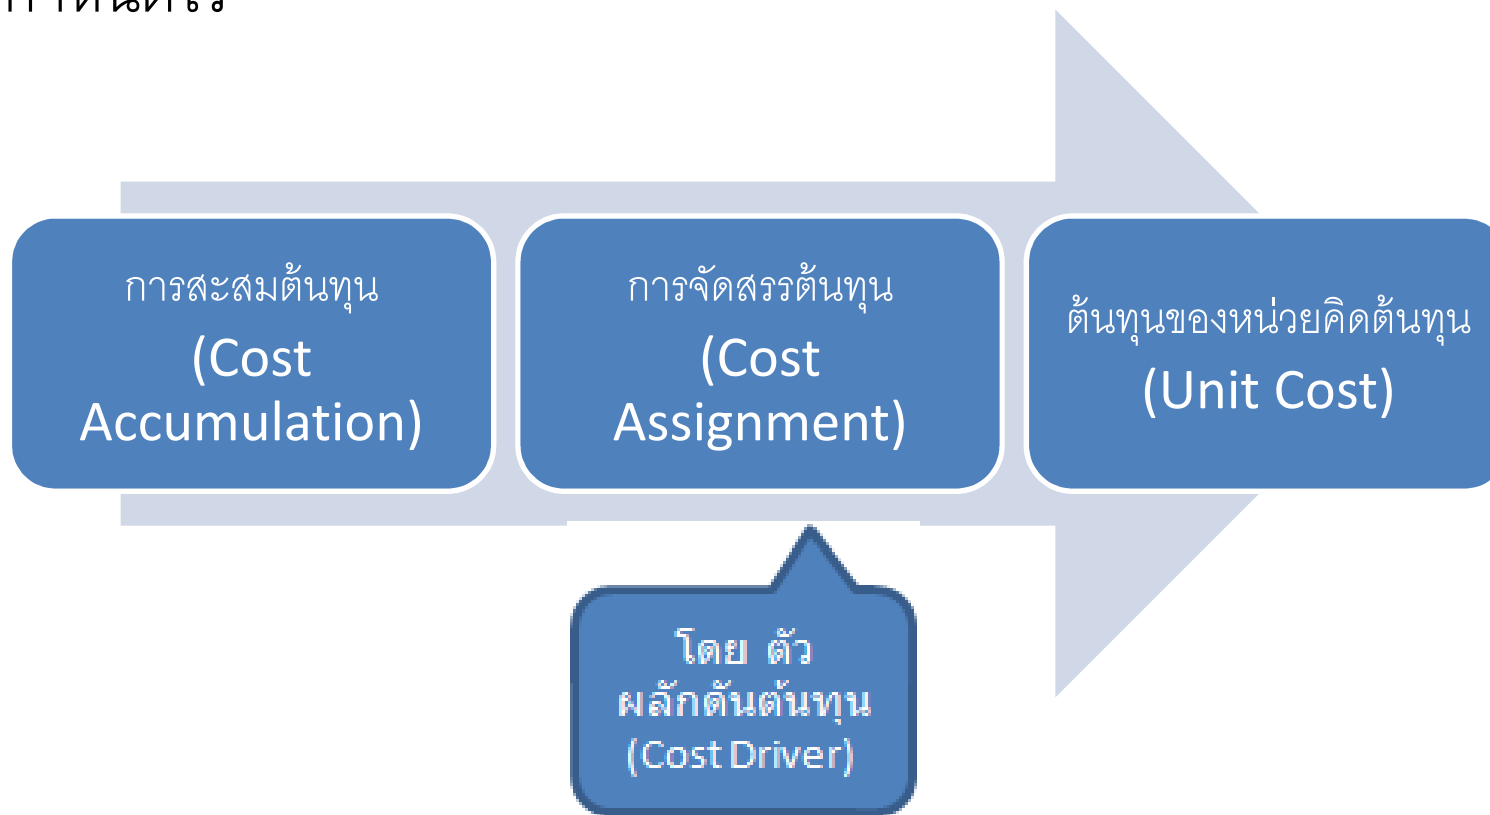 การสะสมต้นทุน
(Cost
Accumulation)
การจัดสรรต้นทุน
(Cost
Assignment)
ต้นทุนของหน่วยคิดต้นทุน
(Unit Cost)
โดย ตัว
ผลักดันต้นทุน
(Cost Driver)